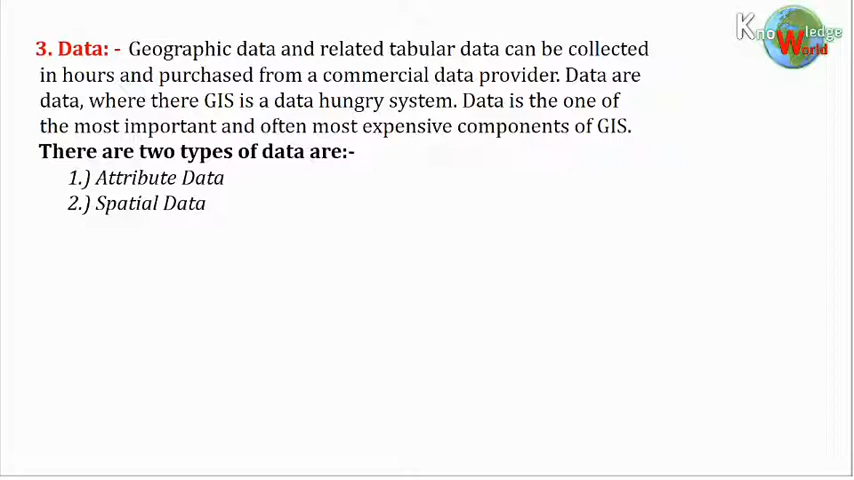 Knowledge
World
3. Data: - Geographic data and related tabular data can be collected
in hours and purchased from a commercial data provider. Data are
data, where there GIS is a data hungry system. Data is the one of
the most important and often most expensive components of GIS.
There are two types of data are:-
1.) Attribute Data
2.) Spatial Data